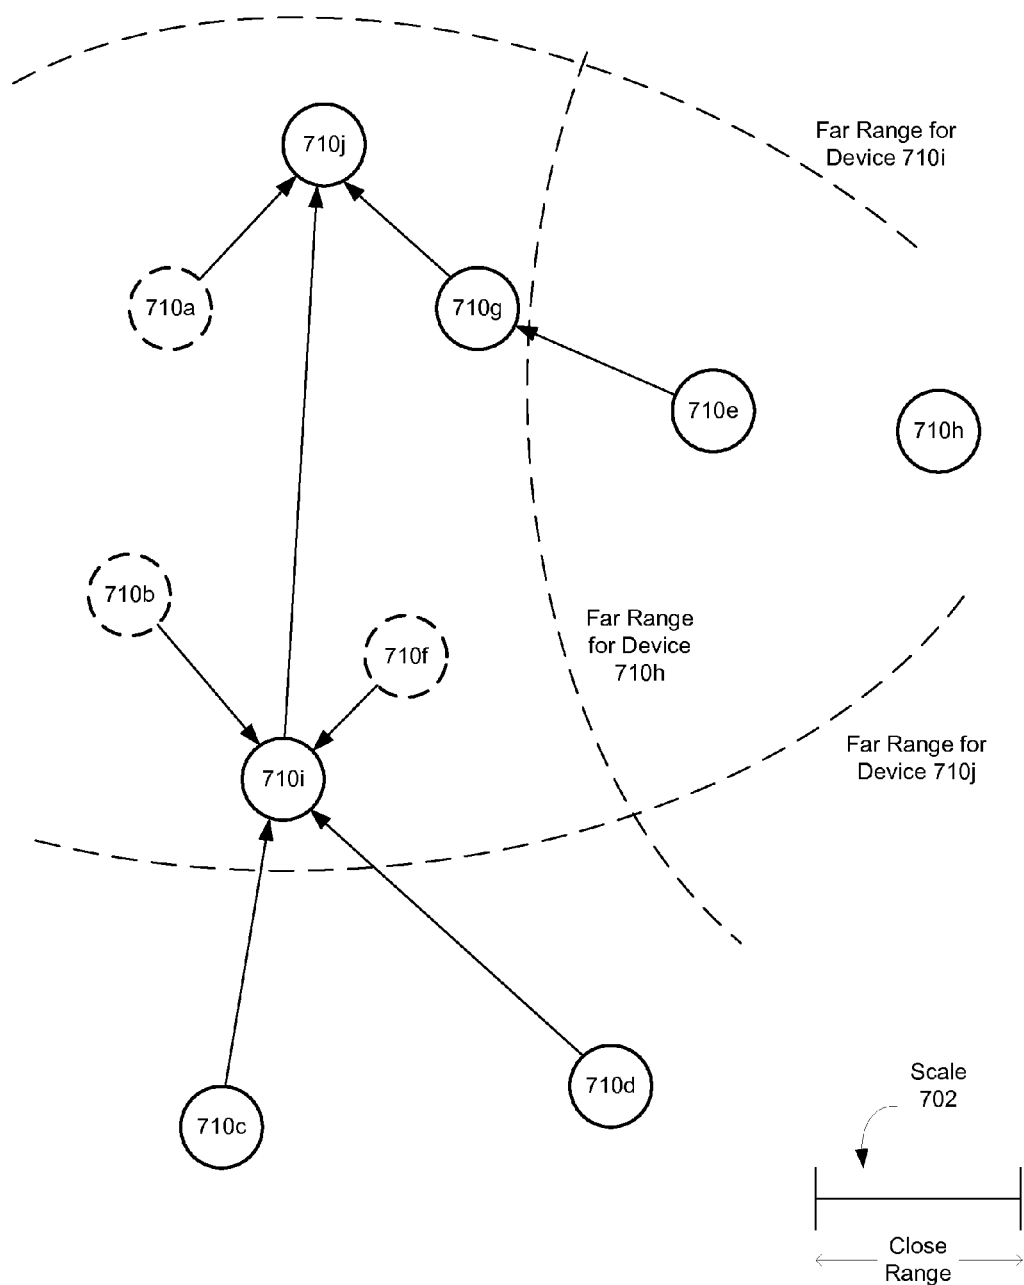 710j
Far Range for
Device 710i
710a
710g
710e
710h
710b
710f
Far Range
for Device
710h
710i
Far Range for
Device 710j
710d
710c
Scale
702
Close
Range